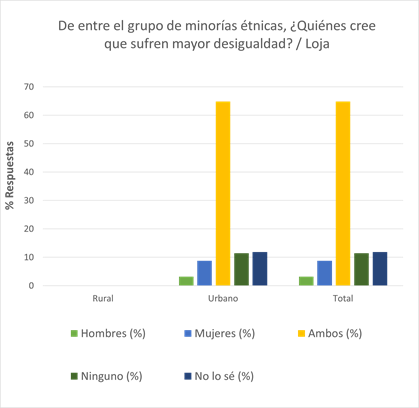 De entre el grupo de minorías étnicas, ¿Quiénes cree
que sufren mayor desigualdad? / Loja
% Respuestas
70
60
50
40
30
20
10
0
Rural
Urbano
Total
Hombres (%)
Mujeres (%)
Ambos (%)
Ninguno (%)
No lo sé (%)